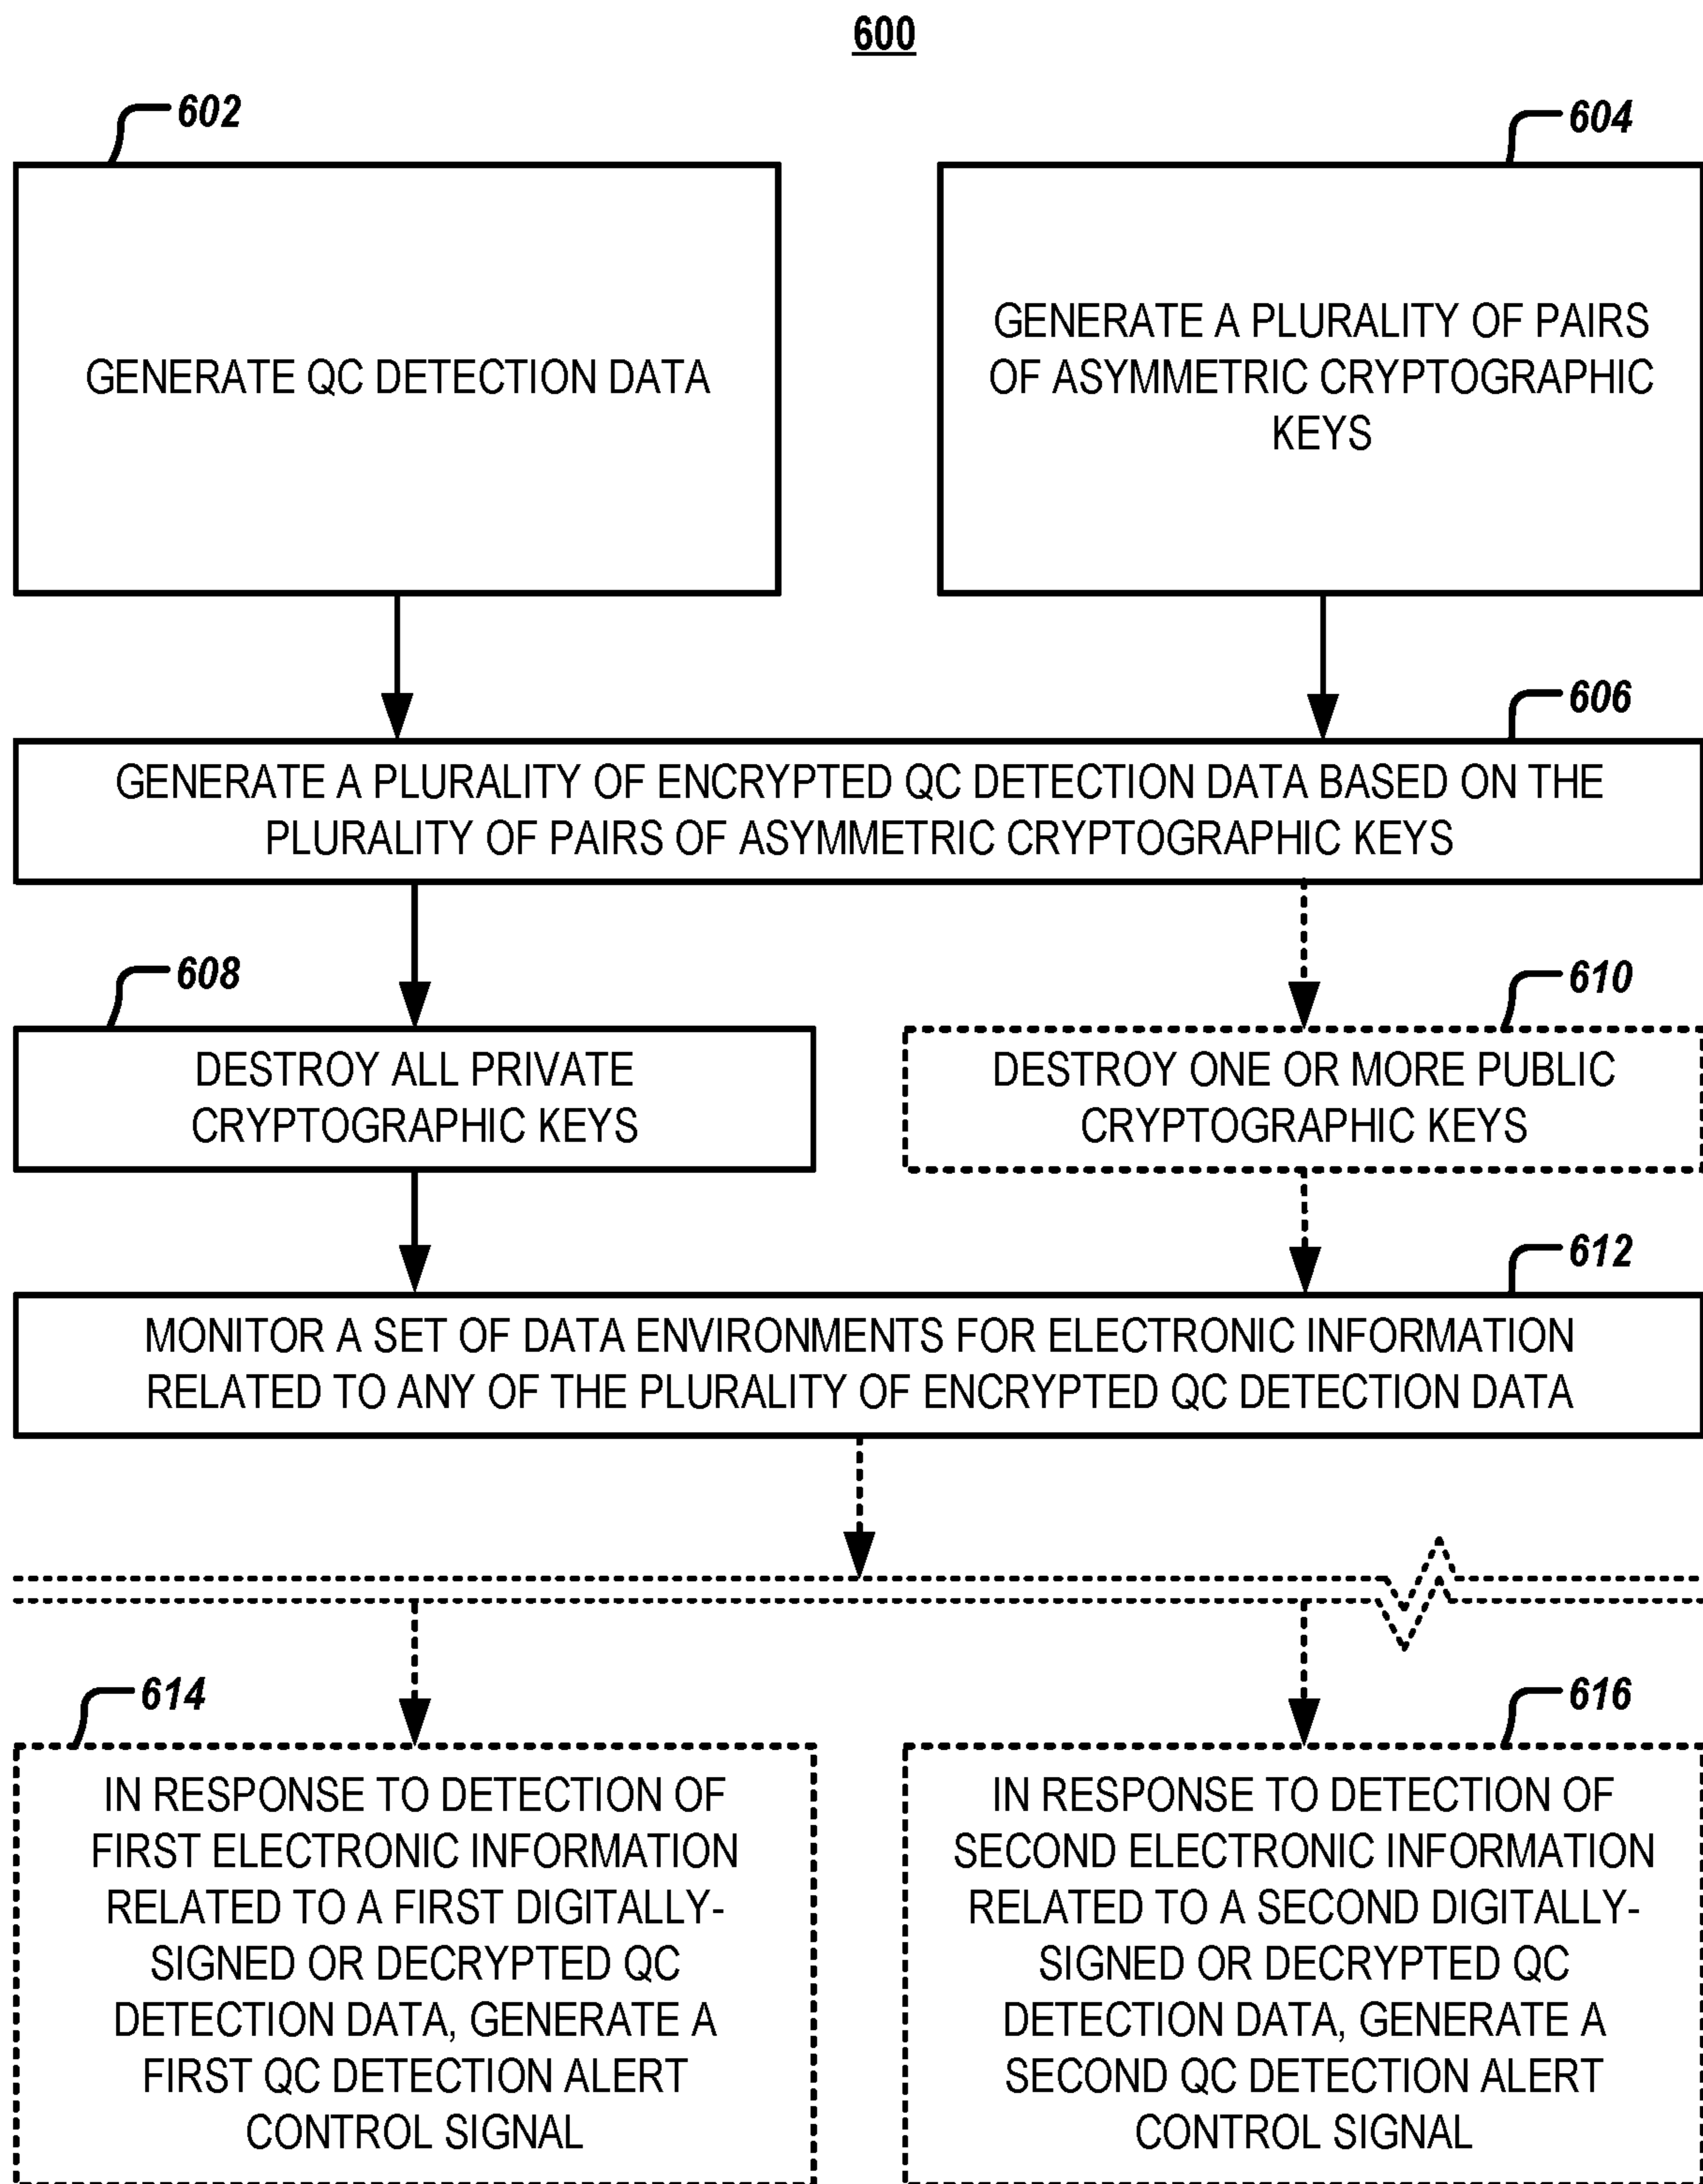 600
602
GENERATE QC DETECTION DATA
604
GENERATE A PLURALITY OF PAIRS
OF ASYMMETRIC CRYPTOGRAPHIC
KEYS
606
GENERATE A PLURALITY OF ENCRYPTED QC DETECTION DATA BASED ON THE
PLURALITY OF PAIRS OF ASYMMETRIC CRYPTOGRAPHIC KEYS
608
DESTROY ALL PRIVATE
CRYPTOGRAPHIC KEYS
610
DESTROY ONE OR MORE PUBLIC
CRYPTOGRAPHIC KEYS
612
MONITOR A SET OF DATA ENVIRONMENTS FOR ELECTRONIC INFORMATION
RELATED TO ANY OF THE PLURALITY OF ENCRYPTED QC DETECTION DATA
614
IN RESPONSE TO DETECTION OF
FIRST ELECTRONIC INFORMATION
RELATED TO A FIRST DIGITALLY-
SIGNED OR DECRYPTED QC
DETECTION DATA, GENERATE A
FIRST QC DETECTION ALERT
CONTROL SIGNAL
616
IN RESPONSE TO DETECTION OF
SECOND ELECTRONIC INFORMATION
RELATED TO A SECOND DIGITALLY-
SIGNED OR DECRYPTED QC
DETECTION DATA, GENERATE A
SECOND QC DETECTION ALERT
CONTROL SIGNAL